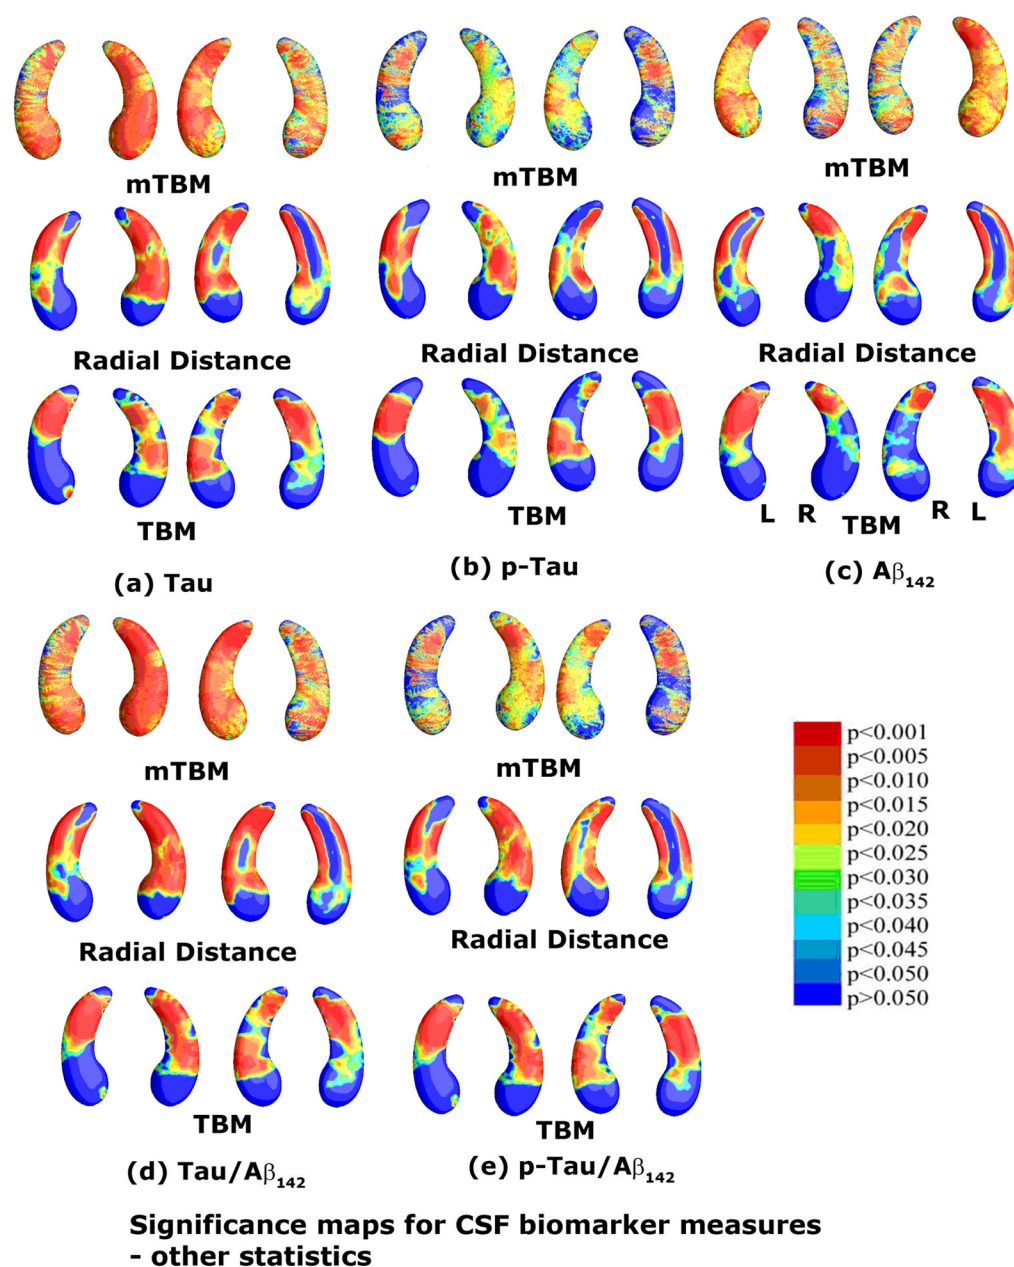 mTBM
mTBM
mTBM
Radial Distance
Radial Distance
Radial Distance
TBM
TBM
L R TBM R L
(a) Tau
(b) p-Tau
(c) Aβ₁₄₂
mTBM
mTBM
p<0.001
p<0.005
p<0.010
p<0.015
p<0.020
p<0.025
p<0.030
p<0.035
p<0.040
p<0.045
p<0.050
p>0.050
Radial Distance
Radial Distance
TBM
TBM
(d) Tau/Aβ₁₄₂
(e) p-Tau/Aβ₁₄₂
Significance maps for CSF biomarker measures
- other statistics